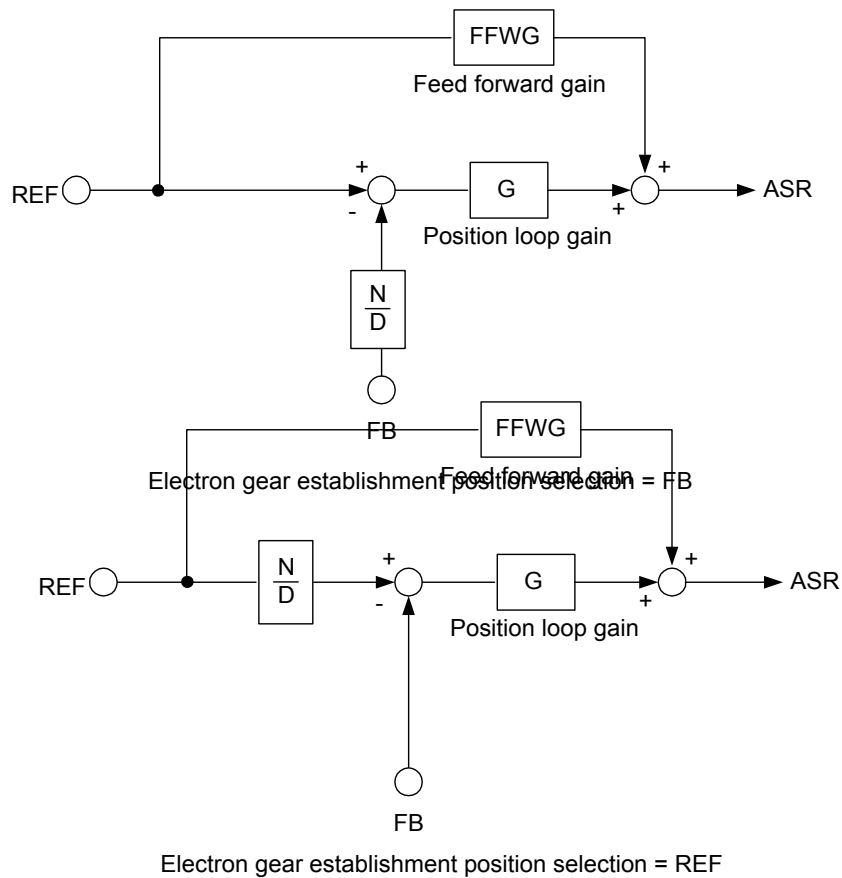 FFWG
Feed forward gain
+
+
REF
G
ASR
-
+
Position loop gain
N
D
FB
FFWG
Feed forward gain
Electron gear establishment position selection = FB
+
+
REF
N
D
G
ASR
-
+
Position loop gain
FB
Electron gear establishment position selection = REF